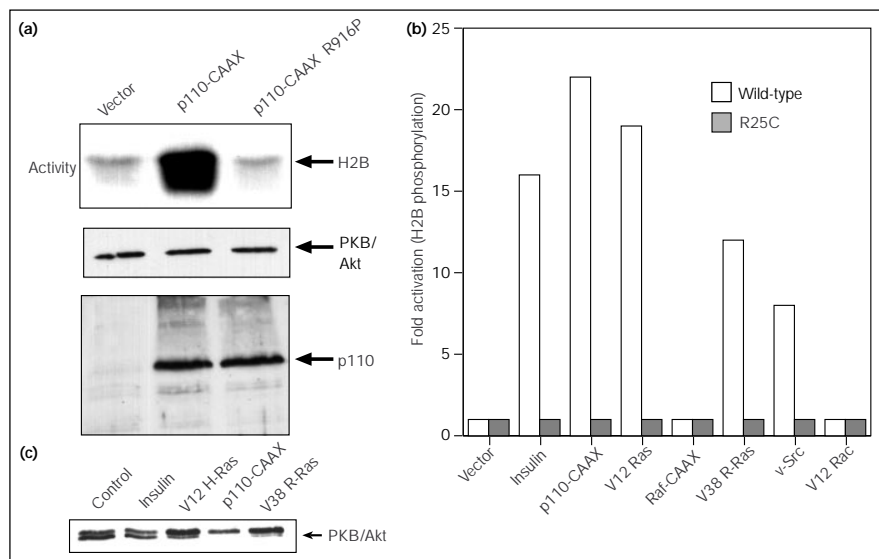 (a)
Vector
p110-CAAX
p110-CAAX R916P
Activity
H2B
PKB/
Akt
p110
(b)
Fold activation (H2B phosphorylation)
25
20
15
10
5
0
Wild-type
R25C
Vector
Insulin
p110-CAAX
V12 Ras
Raf-CAAX
V38 R-Ras
v-Src
V12 Rac
(c)
Control
Insulin
V12 H-Ras
p110-CAAX
V38 R-Ras
PKB/Akt